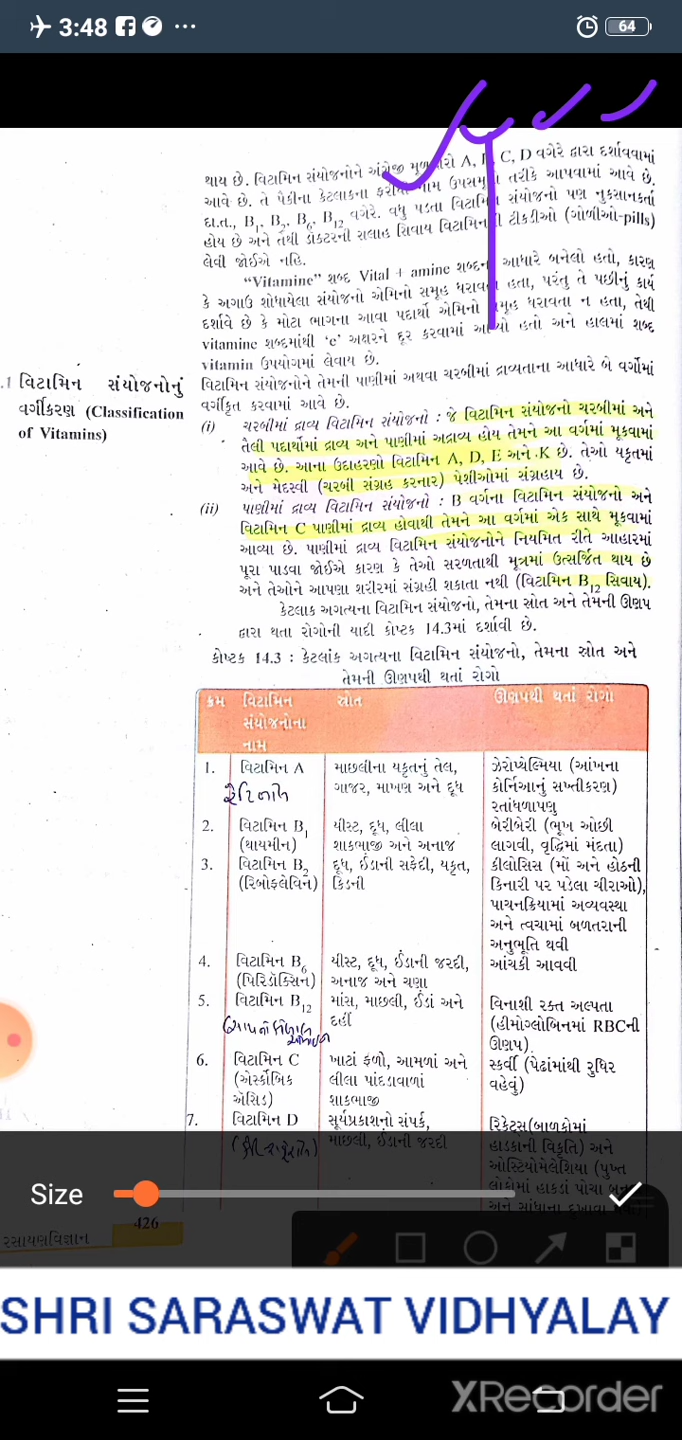 3:48
64
થાય છે. વિટામિન સંયોજનોને અંગ્રેજી A, C, D વગેરે દ્વારા દર્શાવવામાં
આવે છે. તે પૈકીના કેટલાકના નામ તરીકે આપવામાં આવે છે.
દા.ત., B1, B2, B6, B12 વગેરે. વધુ પડતા સંયોજનો પણ નુકસાનકર્તા
હોય છે અને તેથી ડૉક્ટરની સલાહ સિવાય ટીકડીઓ (ગોળીઓ-pills)
લેવી જોઈએ નહિ.
“Vitamine” શબ્દ Vital + amine આધારે બનેલો હતો, કારણ
કે અગાઉ શોધાયેલા સંયોજનો એમિનો સમૂહ હતા, પરંતુ તે પછીનું કાર્ય
દર્શાવે છે કે મોટા ભાગના આવા પદાર્થો એમિનો ધરાવતા ન હતા, તેથી
vitamine શબ્દમાંથી ‘e’ અક્ષરને દૂર કરવામાં હતો અને હાલમાં શબ્દ
vitamin ઉપયોગમાં લેવાય છે.
.1 વિટામિન સંયોજનોનું
વર્ગીકરણ (Classification
of Vitamins)
વિટામિન સંયોજનોને તેમની પાણીમાં અથવા ચરબીમાં દ્રાવ્યતાના આધારે બે વર્ગોમાં
વર્ગીકૃત કરવામાં આવે છે.
(i) ચરબીમાં દ્રાવ્ય વિટામિન સંયોજનો : જે વિટામિન સંયોજનો ચરબીમાં અને
તૈલી પદાર્થોમાં દ્રાવ્ય અને પાણીમાં અદ્રાવ્ય હોય તેમને આ વર્ગમાં મૂકવામાં
આવે છે. આના ઉદાહરણો વિટામિન A, D, E અને K છે. તેઓ યકૃતમાં
અને મેદસ્વી (ચરબી સંગ્રહ કરનાર) પેશીઓમાં સંગ્રહાય છે.
(ii) પાણીમાં દ્રાવ્ય વિટામિન સંયોજનો : B વર્ગના વિટામિન સંયોજનો અને
વિટામિન C પાણીમાં દ્રાવ્ય હોવાથી તેમને આ વર્ગમાં એક સાથે મૂકવામાં
આવ્યા છે. પાણીમાં દ્રાવ્ય વિટામિન સંયોજનોને નિયમિત રીતે આહારમાં
પૂરા પાડવા જોઈએ કારણ કે તેઓ સરળતાથી મૂત્રમાં ઉત્સર્જિત થાય છે
અને તેઓને આપણા શરીરમાં સંગ્રહી શકાતા નથી (વિટામિન B12 સિવાય).
કેટલાક અગત્યના વિટામિન સંયોજનો, તેમના સ્રોત અને તેમની ઊણપ
દ્વારા થતા રોગોની યાદી કોષ્ટક 14.3માં દર્શાવી છે.
કોષ્ટક 14.3 : કેટલાંક અગત્યના વિટામિન સંયોજનો, તેમના સ્રોત અને
તેમની ઊણપથી થતાં રોગો
ક્રમ વિટામિન સ્રોત ઊણપથી થતાં રોગો
સંયોજનોના
નામ
1. વિટામિન A માછલીના યકૃતનું તેલ, ઝેરોપ્થેલ્મિયા (આંખના
ગાજર, માખણ અને દૂધ કોર્નિઆનું સખ્તીકરણ)
રતાંધળાપણુ
2. વિટામિન B1 યીસ્ટ, દૂધ, લીલા બેરીબેરી (ભૂખ ઓછી
(થાયમીન) શાકભાજી અને અનાજ લાગવી, વૃદ્ધિમાં મંદતા)
3. વિટામિન B2 દૂધ, ઈંડાની સફેદી, યકૃત, કીલોસિસ (મોં અને હોઠની
(રિબોફ્લેવિન) કિડની કિનારી પર પડેલા ચીરાઓ),
પાચનક્રિયામાં અવ્યવસ્થા
અને ત્વચામાં બળતરાની
અનુભૂતિ થવી
4. વિટામિન B6 યીસ્ટ, દૂધ, ઈંડાની જરદી, આંચકી આવવી
(પિરિડૉક્સિન) અનાજ અને ચણા
5. વિટામિન B12 માંસ, માછલી, ઈંડાં અને વિનાશી રક્ત અલ્પતા
દહીં (હીમોગ્લોબિનમાં RBCની
ઊણપ)
6. વિટામિન C ખાટાં ફળો, આમળાં અને સ્કર્વી (પેઢાંમાંથી રુધિર
(એસ્કૉર્બિક લીલા પાંદડાવાળાં વહેવું)
એસિડ) શાકભાજી
7. વિટામિન D સૂર્યપ્રકાશનો સંપર્ક, રિકેટ્સ(બાળકોમાં
માછલી, ઈંડાની જરદી હાડકાંની વિકૃતિ) અને
ઓસ્ટિયોમેલેશિયા (પુખ્ત
લોકોમાં હાકડાં પોચા
અને સાંધાના દુખાવા
Size
426
રસાયણવિજ્ઞાન
SHRI SARASWAT VIDHYALAY
XRecorder